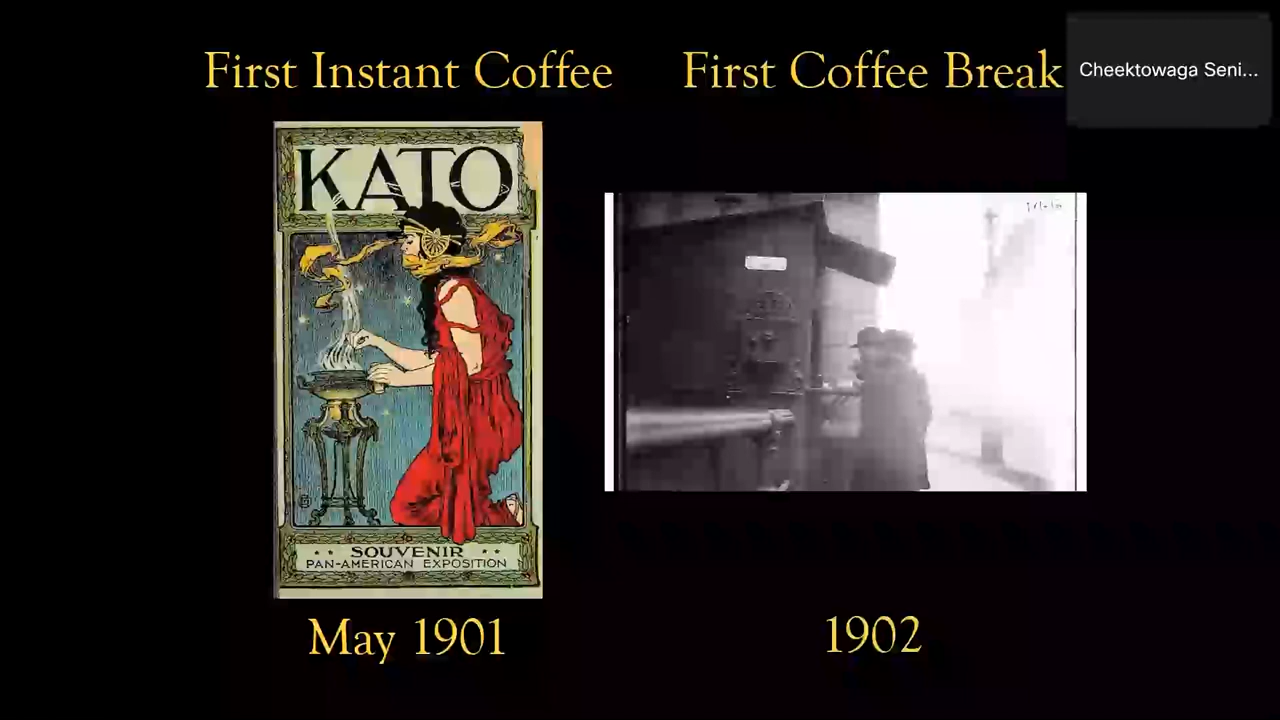 First Instant Coffee
First Coffee Break
Cheektowaga Seni...
KATO
SOUVENIR
PAN-AMERICAN EXPOSITION
May 1901
1902